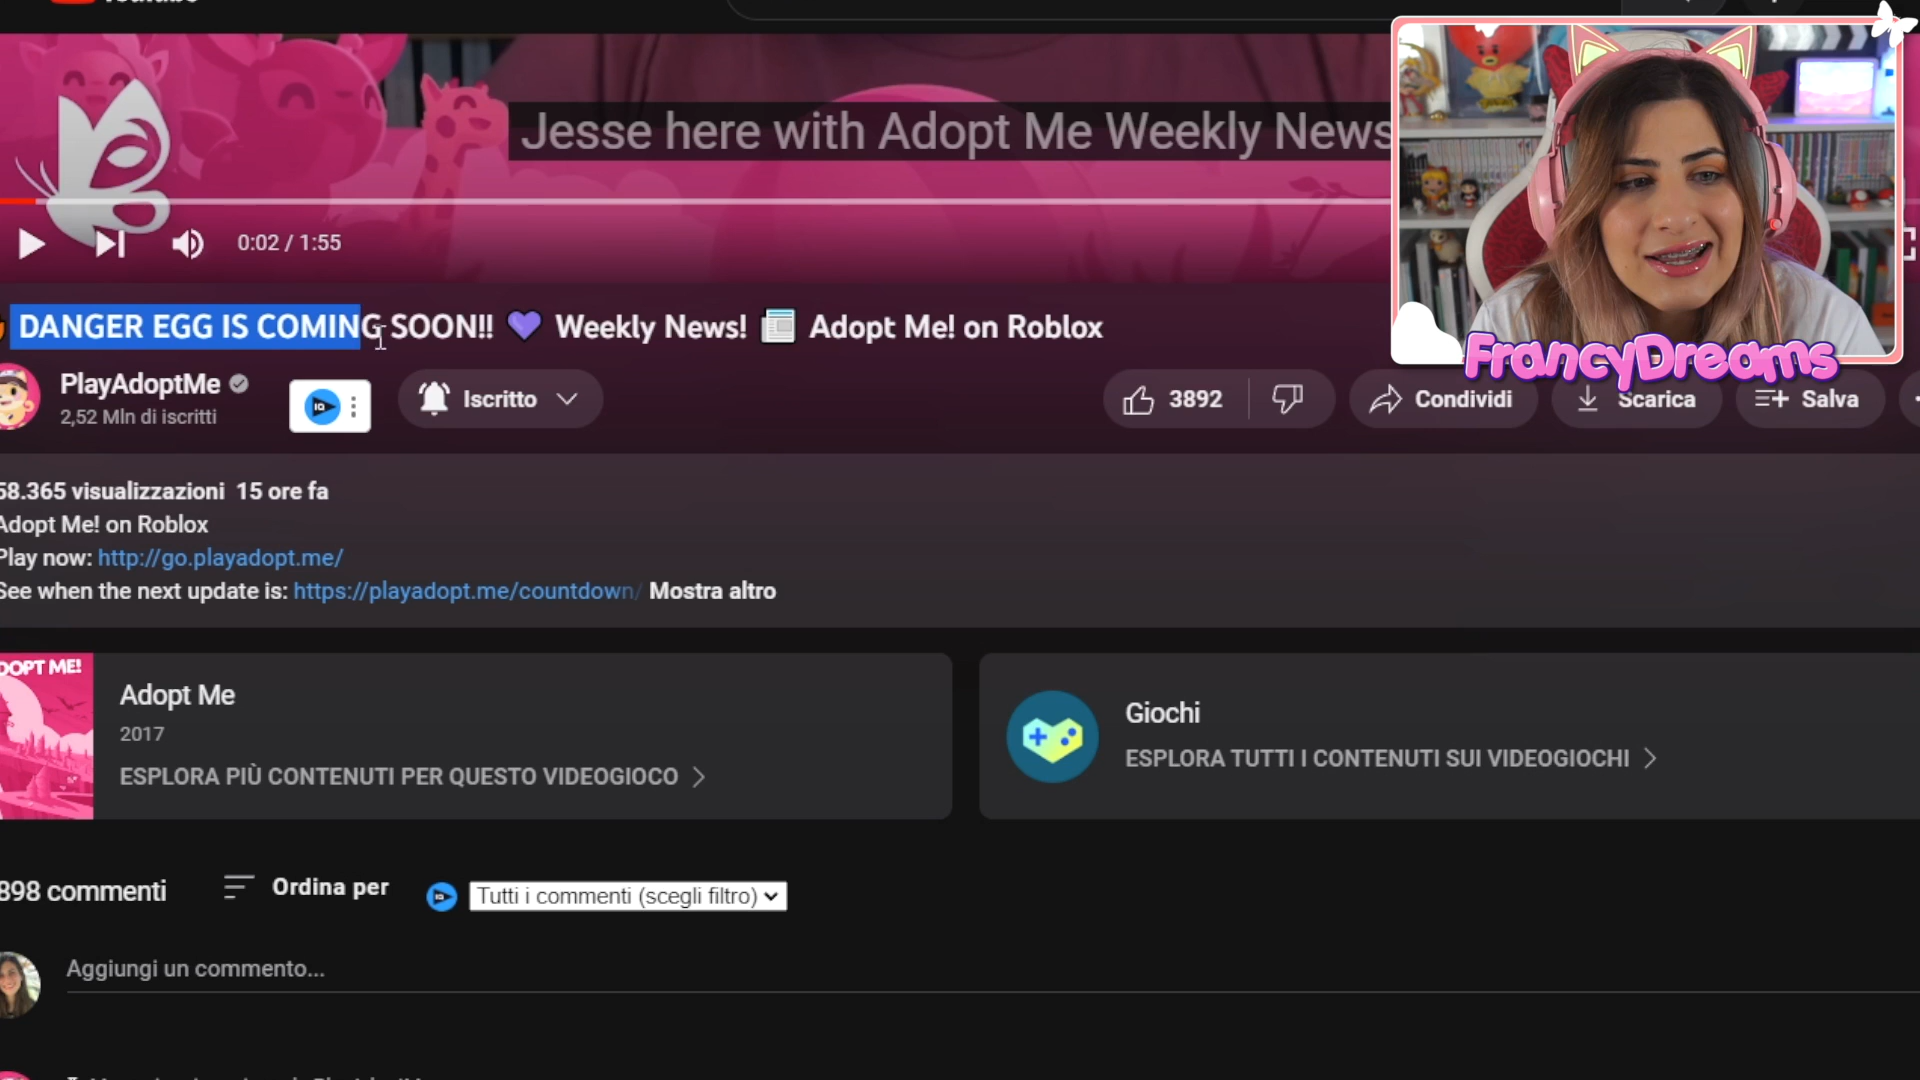 Jesse here with Adopt Me Weekly News
0:02 / 1:55
DANGER EGG IS COMING SOON!! 💜 Weekly News! 📰 Adopt Me! on Roblox
FrancyDreams
PlayAdoptMe
2,52 Mln di iscritti
Iscritto
3892
Condividi
Scarica
Salva
58.365 visualizzazioni 15 ore fa
Adopt Me! on Roblox
Play now: http://go.playadopt.me/
See when the next update is: https://playadopt.me/countdown/ Mostra altro
ADOPT ME!
Adopt Me
2017
ESPLORA PIÙ CONTENUTI PER QUESTO VIDEOGIOCO
Giochi
ESPLORA TUTTI I CONTENUTI SUI VIDEOGIOCHI
898 commenti
Ordina per
Tutti i commenti (scegli filtro)
Aggiungi un commento...